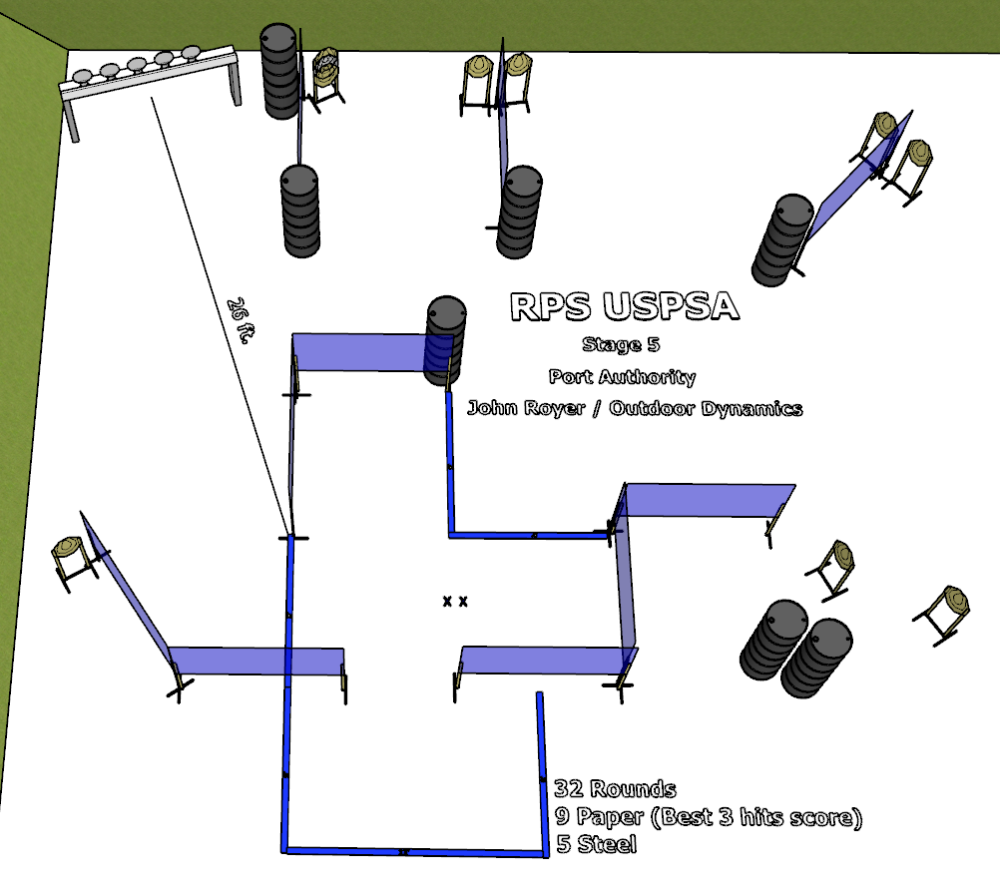 26 ft.
RPS USPSA
Stage 5
Port Authority
John Royer / Outdoor Dynamics
X X
32 Rounds
9 Paper (Best 3 hits score)
5 Steel